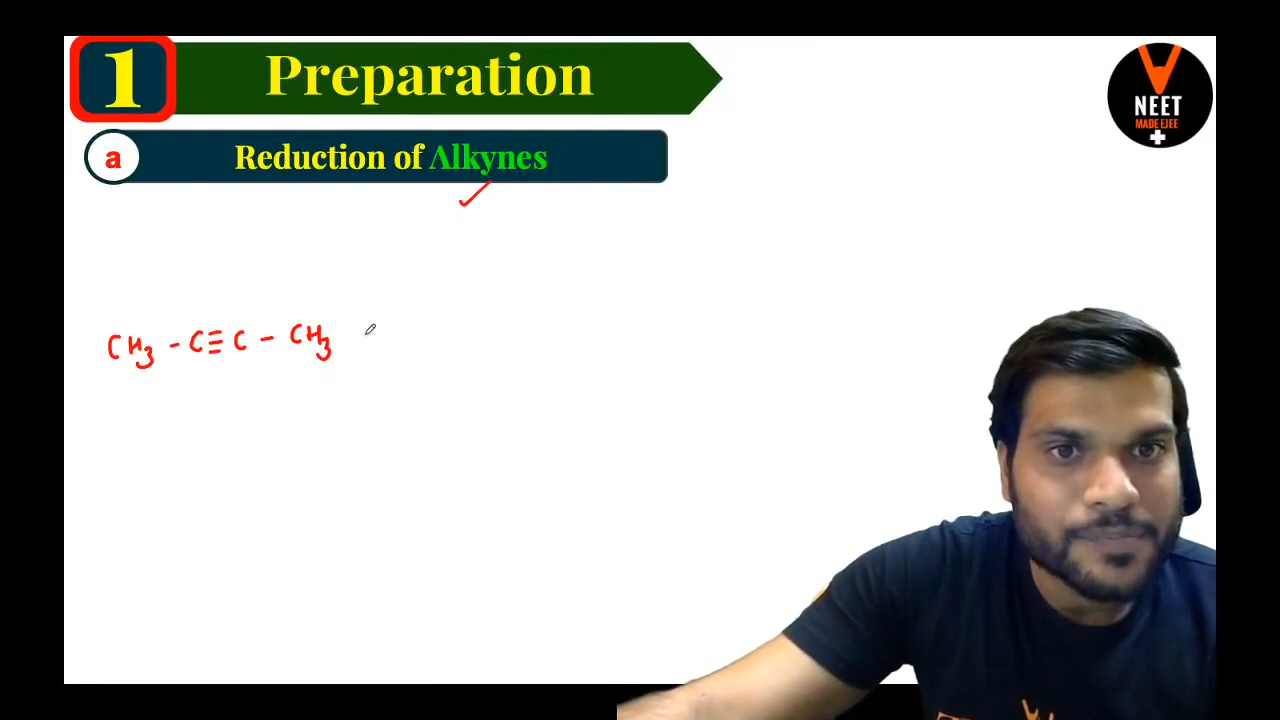 1
Preparation
NEET
MADE EJEE
a
Reduction of Alkynes
CH₃ - C≡C - CH₃